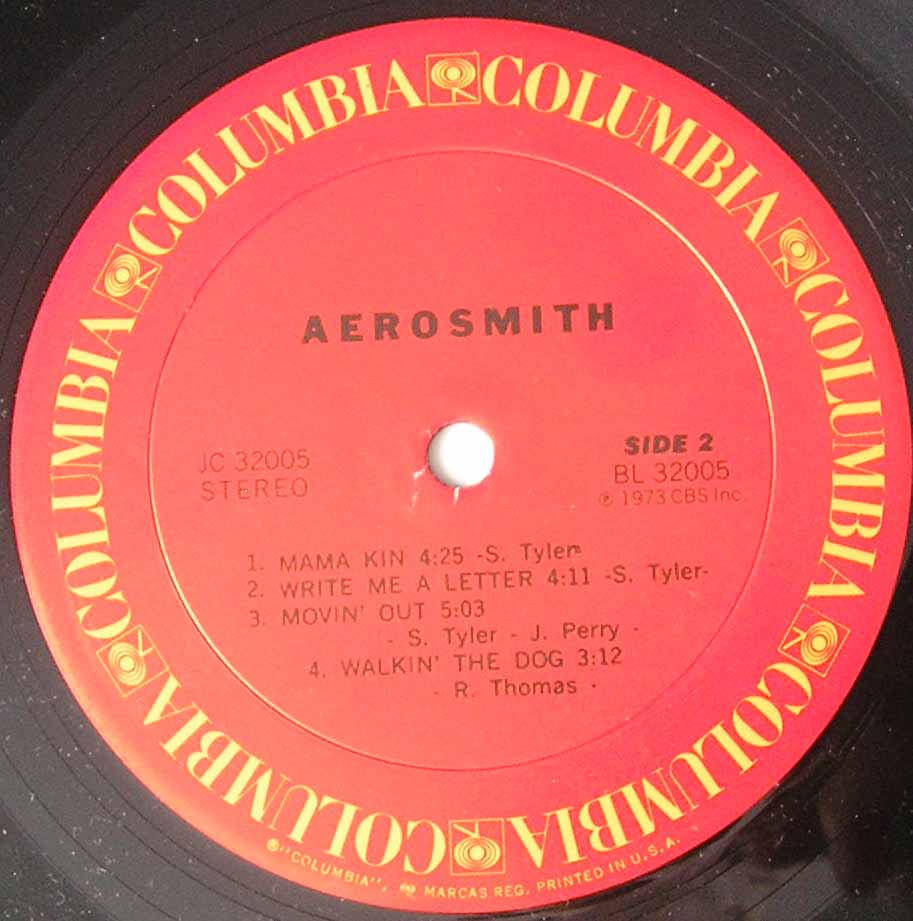 COLUMBIA COLUMBIA COLUMBIA COLUMBIA COLUMBIA COLUMBIA COLUMBIA COLUMBIA
AEROSMITH
JC 32005
STEREO
SIDE 2
BL 32005
℗ 1973 CBS Inc.
1. MAMA KIN 4:25 -S. Tyler-
2. WRITE ME A LETTER 4:11 -S. Tyler-
3. MOVIN' OUT 5:03
- S. Tyler - J. Perry -
4. WALKIN' THE DOG 3:12
- R. Thomas -
®"COLUMBIA", MARCAS REG. PRINTED IN U.S.A.